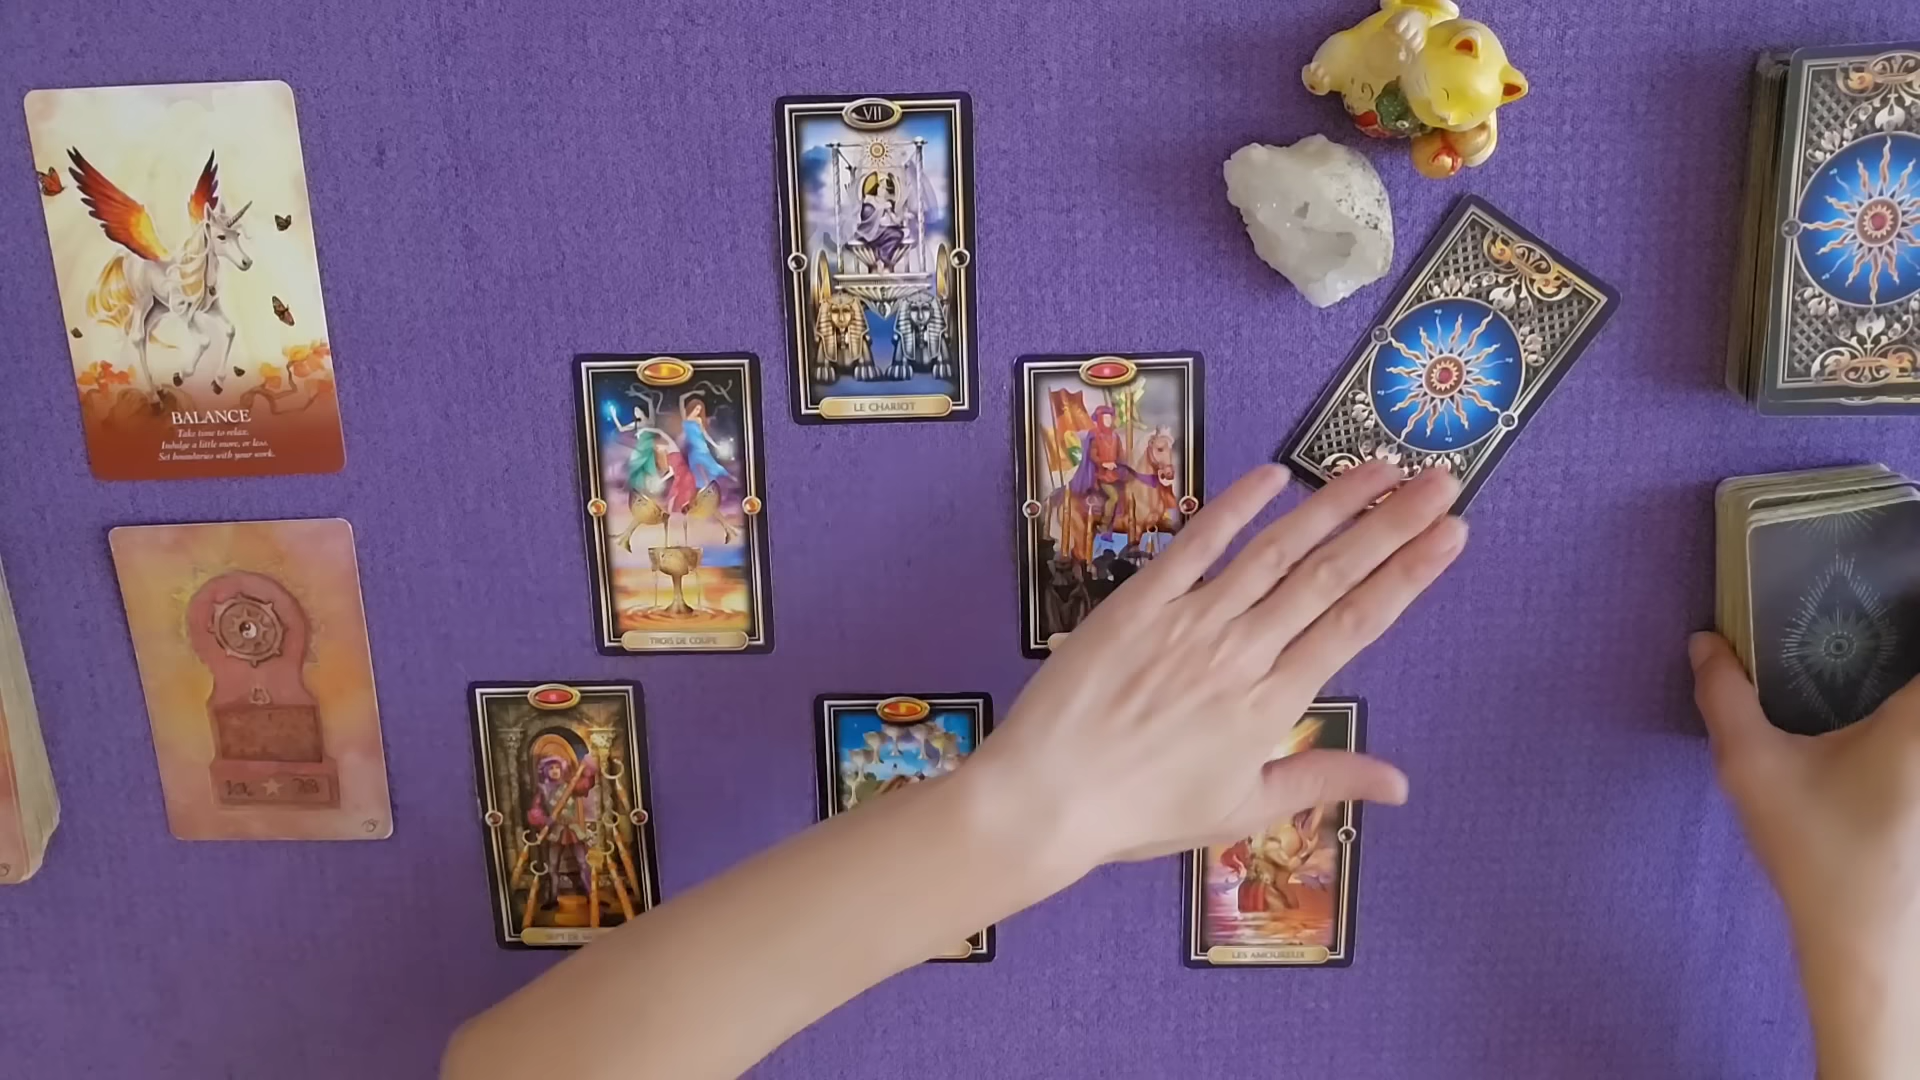 VII
LE CHARIOT
BALANCE
Take time to relax.
Indulge a little more, or less.
Set boundaries with your work.
TROIS DE COUPE
LES AMOUREUX